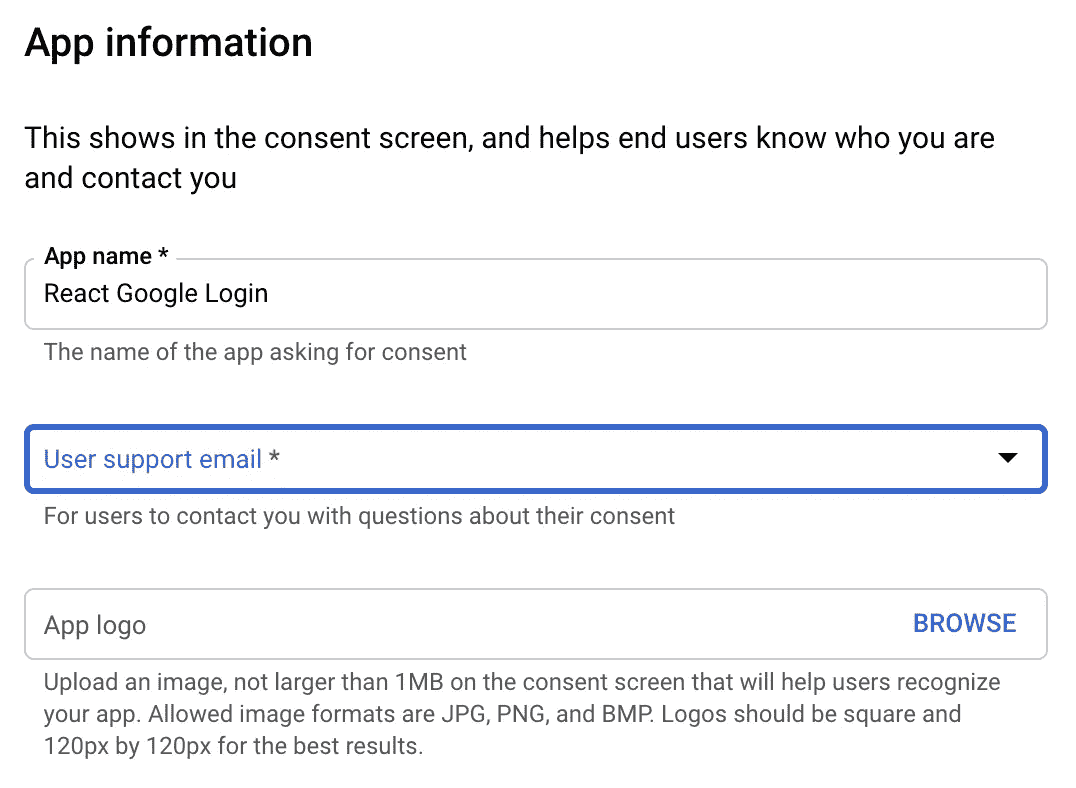 App information
This shows in the consent screen, and helps end users know who you are
and contact you
App name *
React Google Login
The name of the app asking for consent
User support email *
For users to contact you with questions about their consent
App logo
BROWSE
Upload an image, not larger than 1MB on the consent screen that will help users recognize
your app. Allowed image formats are JPG, PNG, and BMP. Logos should be square and
120px by 120px for the best results.